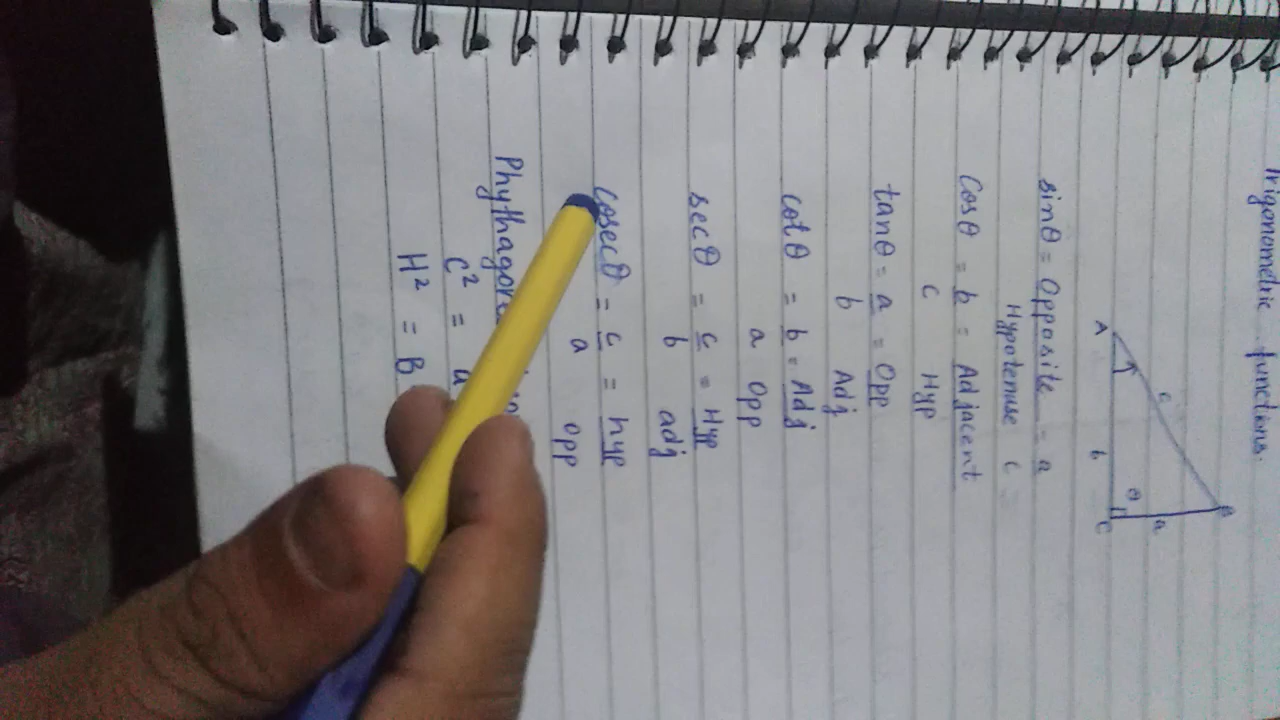 Trigonometric functions.
B
c
a
A
b
θ
C
sinθ = Opposite = a
Hypotenuse c
Cosθ = b = Adjacent
c Hyp
tanθ = a = Opp
b Adj
cotθ = b = Adj
a Opp
secθ = c = Hyp
b adj
Cosecθ = c = hyp
a opp
C² =
H² = B